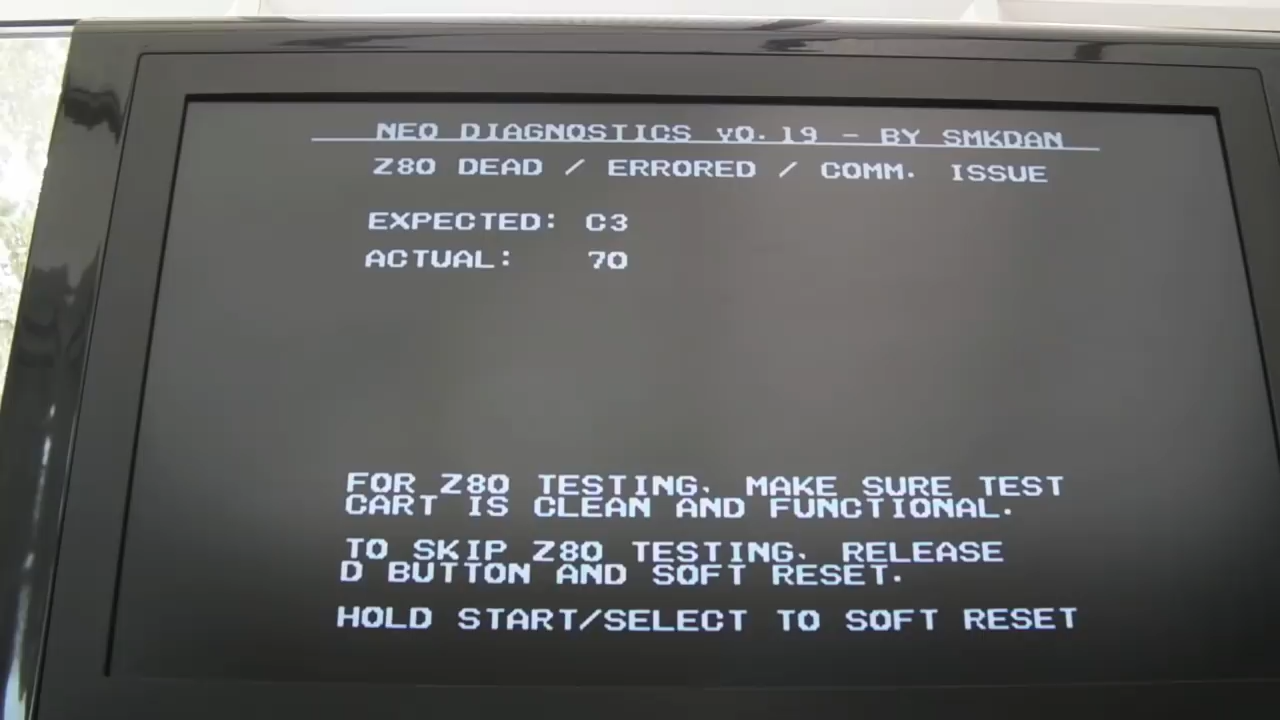 NEO DIAGNOSTICS v0.19 - BY SMKDAN
Z80 DEAD / ERRORED / COMM. ISSUE
EXPECTED: C3
ACTUAL: 70
FOR Z80 TESTING, MAKE SURE TEST
CART IS CLEAN AND FUNCTIONAL.
TO SKIP Z80 TESTING, RELEASE
D BUTTON AND SOFT RESET.
HOLD START/SELECT TO SOFT RESET